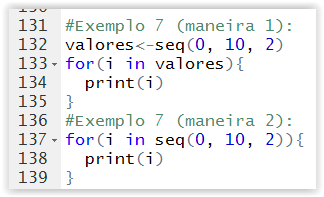 131 #Exemplo 7 (maneira 1):
132 valores<-seq(0, 10, 2)
133 for(i in valores){
134   print(i)
135 }
136 #Exemplo 7 (maneira 2):
137 for(i in seq(0, 10, 2)){
138   print(i)
139 }